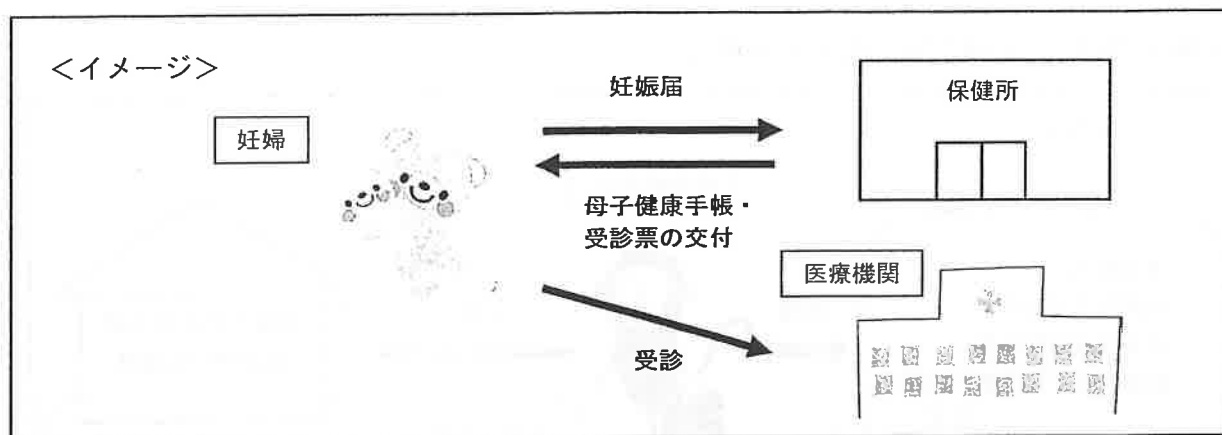 <イメージ>
妊娠届
保健所
妊婦
母子健康手帳・
受診票の交付
医療機関
受診